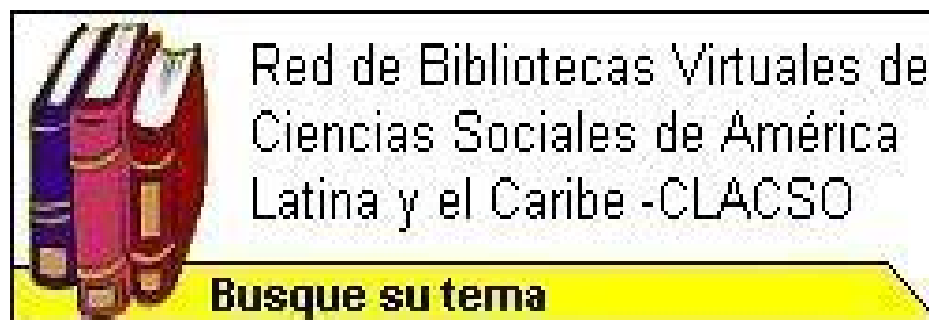 Red de Bibliotecas Virtuales de
Ciencias Sociales de América
Latina y el Caribe -CLACSO
Busque su tema